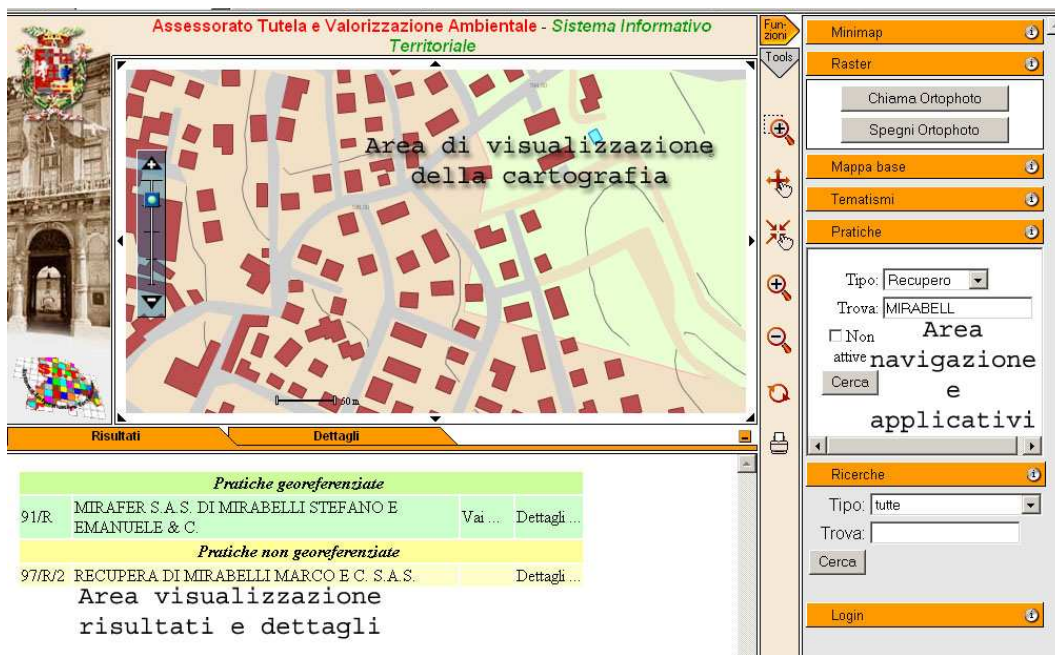 Assessorato Tutela e Valorizzazione Ambientale - Sistema Informativo
Territoriale
Area di visualizzazione
della cartografia
60 m
Fun-
zioni
Tools
Minimap
Raster
Chiama Ortophoto
Spegni Ortophoto
Mappa base
Tematismi
Pratiche
Tipo: Recupero
Trova: MIRABELL
Non
attive
Cerca
Area
navigazione
e
applicativi
Ricerche
Tipo: tutte
Trova:
Cerca
Login
Risultati
Dettagli
Pratiche georeferenziate
91/R MIRAFER S.A.S. DI MIRABELLI STEFANO E
EMANUELE & C. Vai ... Dettagli ...
Pratiche non georeferenziate
97/R/2 RECUPERA DI MIRABELLI MARCO E C. S.A.S. Dettagli ...
Area visualizzazione
risultati e dettagli